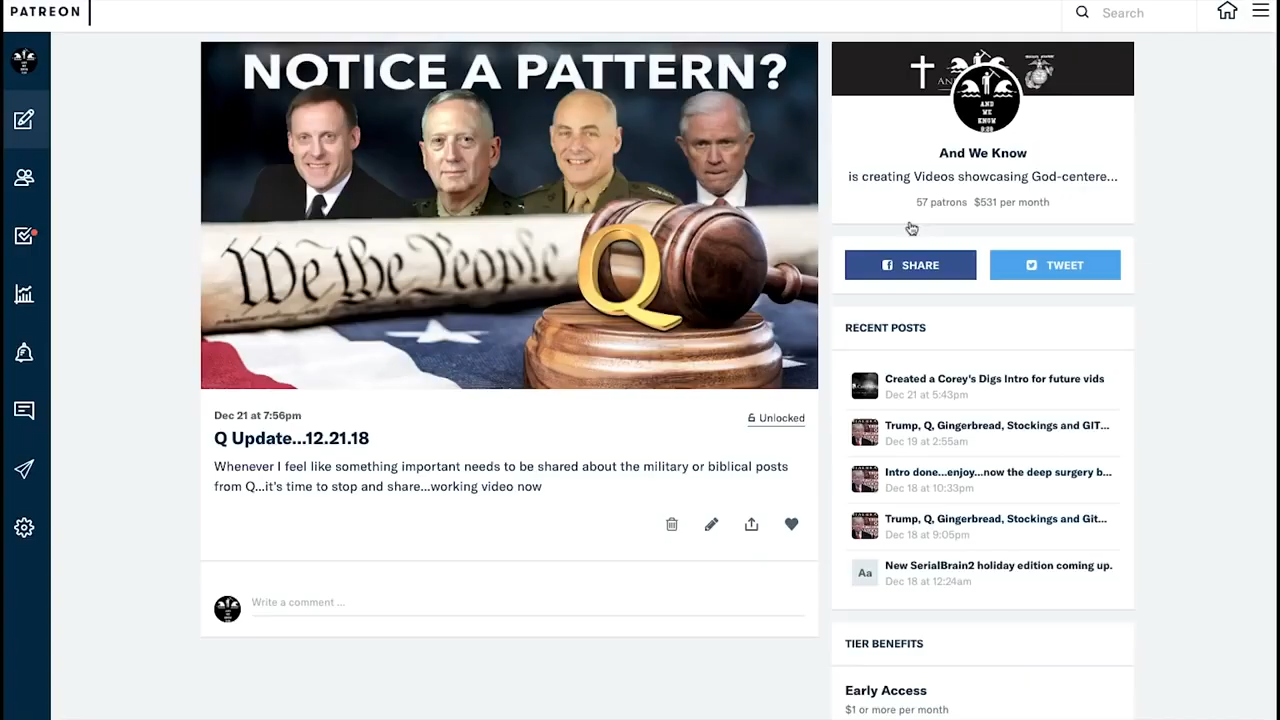 PATREON
Search
NOTICE A PATTERN?
We the People
Q
Dec 21 at 7:56pm
Unlocked
Q Update...12.21.18
Whenever I feel like something important needs to be shared about the military or biblical posts
from Q...it's time to stop and share...working video now
Write a comment ...
AND
WE
KNOW
And We Know
is creating Videos showcasing God-centere...
57 patrons $531 per month
SHARE
TWEET
RECENT POSTS
Created a Corey's Digs Intro for future vids
Dec 21 at 5:43pm
Trump, Q, Gingerbread, Stockings and GIT...
Dec 19 at 2:55am
Intro done...enjoy...now the deep surgery b...
Dec 18 at 10:33pm
Trump, Q, Gingerbread, Stockings and Git...
Dec 18 at 9:05pm
Aa
New SerialBrain2 holiday edition coming up.
Dec 18 at 12:24am
TIER BENEFITS
Early Access
$1 or more per month